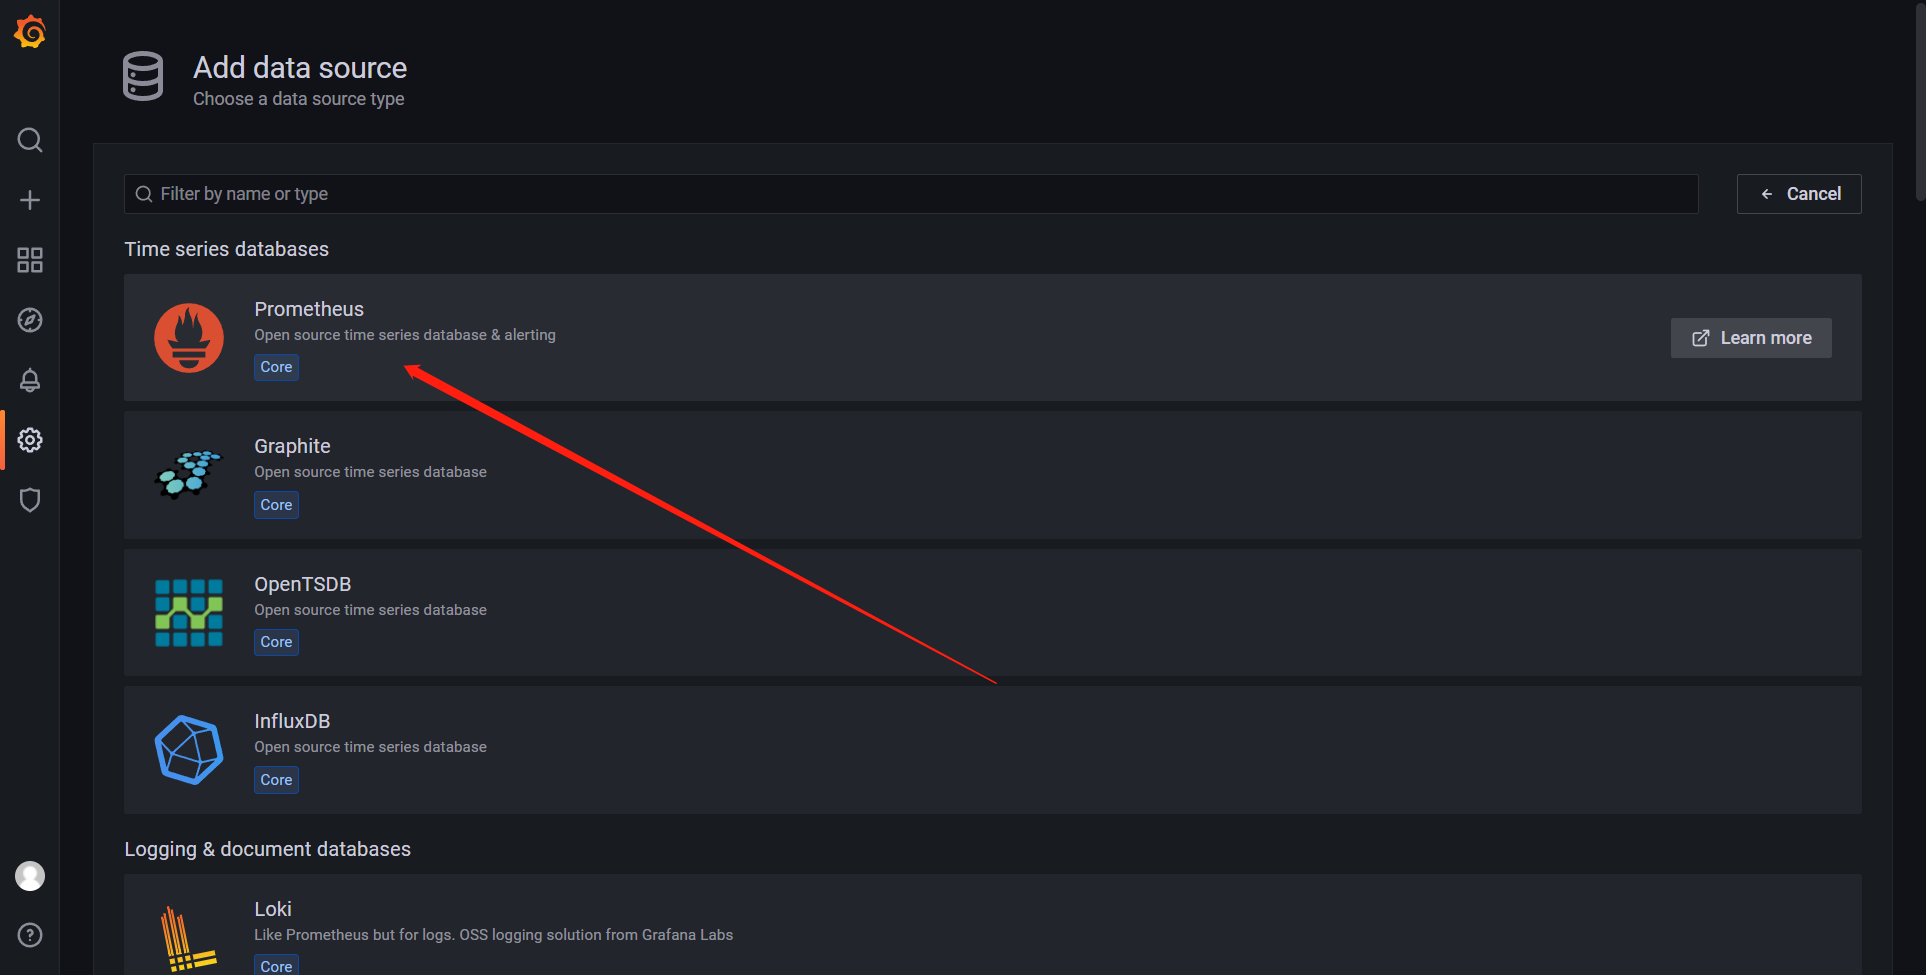 Add data source
Choose a data source type
Filter by name or type
Cancel
Time series databases
Prometheus
Open source time series database & alerting
Core
Learn more
Graphite
Open source time series database
Core
OpenTSDB
Open source time series database
Core
InfluxDB
Open source time series database
Core
Logging & document databases
Loki
Like Prometheus but for logs. OSS logging solution from Grafana Labs
Core